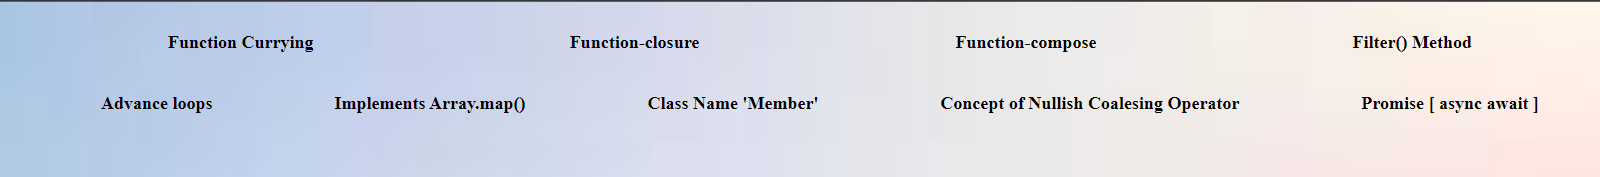 Function Currying Function-closure Function-compose Filter() Method
Advance loops Implements Array.map() Class Name 'Member' Concept of Nullish Coalesing Operator Promise [ async await ]